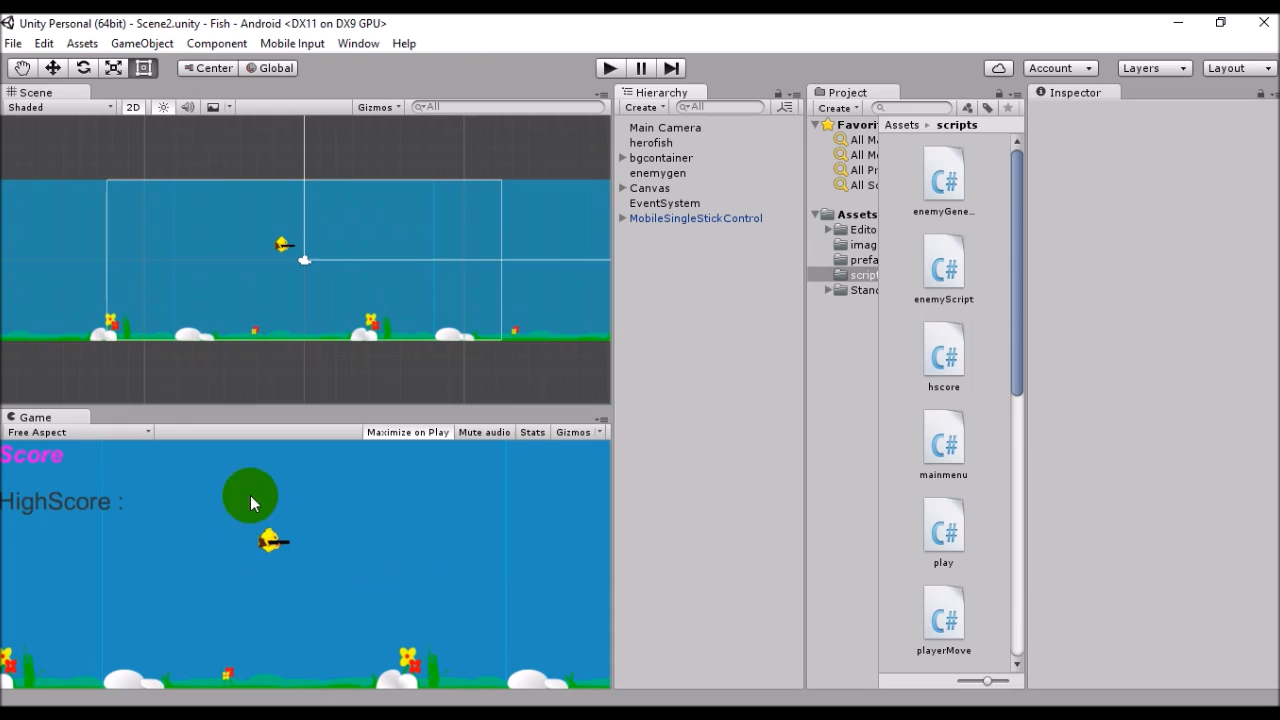 Unity Personal (64bit) - Scene2.unity - Fish - Android <DX11 on DX9 GPU>
File Edit Assets GameObject Component Mobile Input Window Help
Center Global Account Layers Layout
Scene
Shaded 2D Gizmos All
Hierarchy
Create All
Main Camera
herofish
bgcontainer
enemygen
Canvas
EventSystem
MobileSingleStickControl
Project
Create
Favori
All Ma
All Mo
All Pr
All Sc
Assets
Edito
imag
prefa
script
Stand
Assets scripts
enemyGene...
enemyScript
hscore
mainmenu
play
playerMove
Inspector
Game
Free Aspect Maximize on Play Mute audio Stats Gizmos
Score
HighScore :